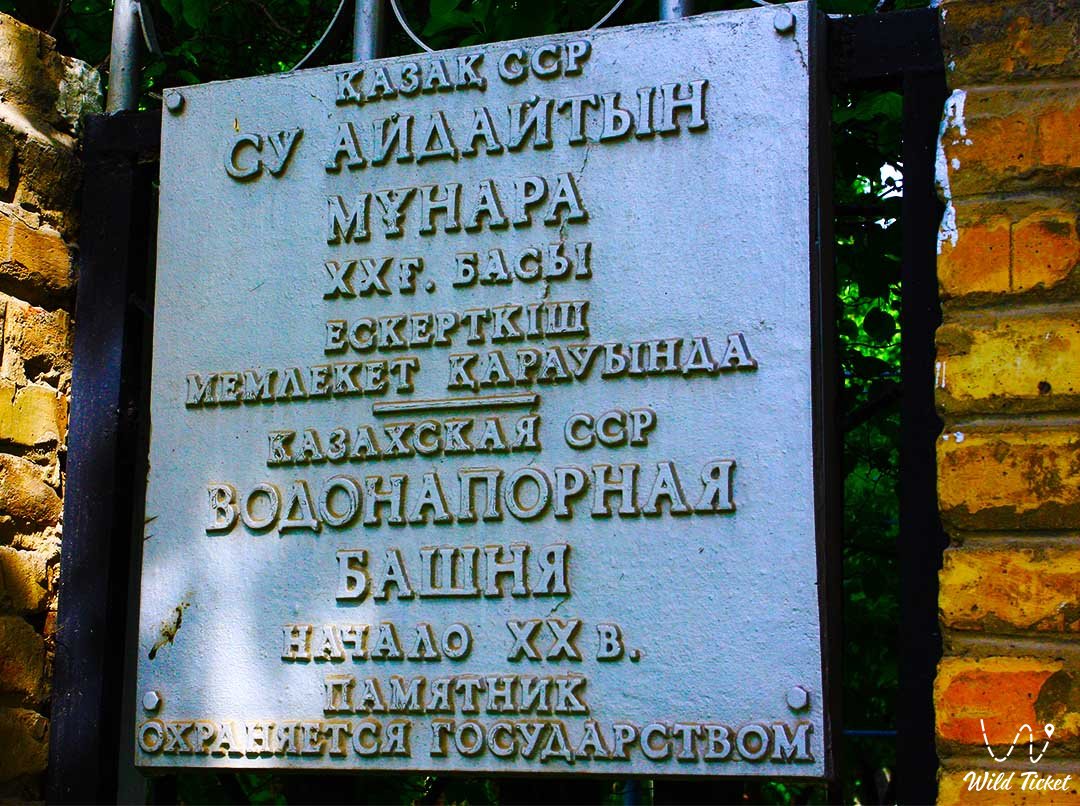 ҚАЗАҚ ССР
СУ АЙДАЙТЫН
МҰНАРА
XXғ. БАСЫ
ЕСКЕРТКІШ
МЕМЛЕКЕТ ҚАРАУЫНДА
КАЗАХСКАЯ ССР
ВОДОНАПОРНАЯ
БАШНЯ
НАЧАЛО XX в.
ПАМЯТНИК
ОХРАНЯЕТСЯ ГОСУДАРСТВОМ
Wild Ticket